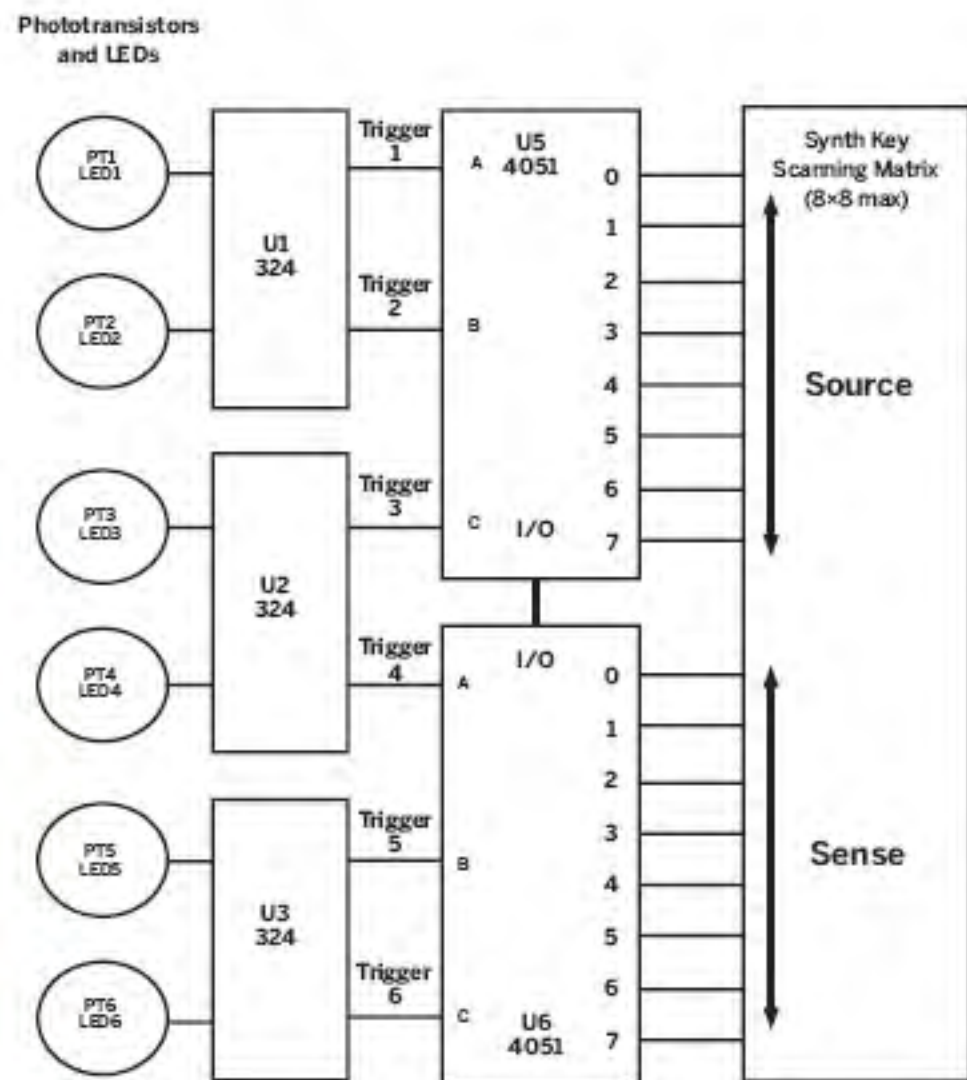 Phototransistors
and LEDs
PT1
LED1
PT2
LED2
PT3
LED3
PT4
LED4
PT5
LED5
PT6
LED6
U1
324
U2
324
U3
324
Trigger
1
Trigger
2
Trigger
3
Trigger
4
Trigger
5
Trigger
6
U5
4051
A
B
C
I/O
0
1
2
3
4
5
6
7
I/O
A
B
C
U6
4051
0
1
2
3
4
5
6
7
Synth Key
Scanning Matrix
(8×8 max)
Source
Sense